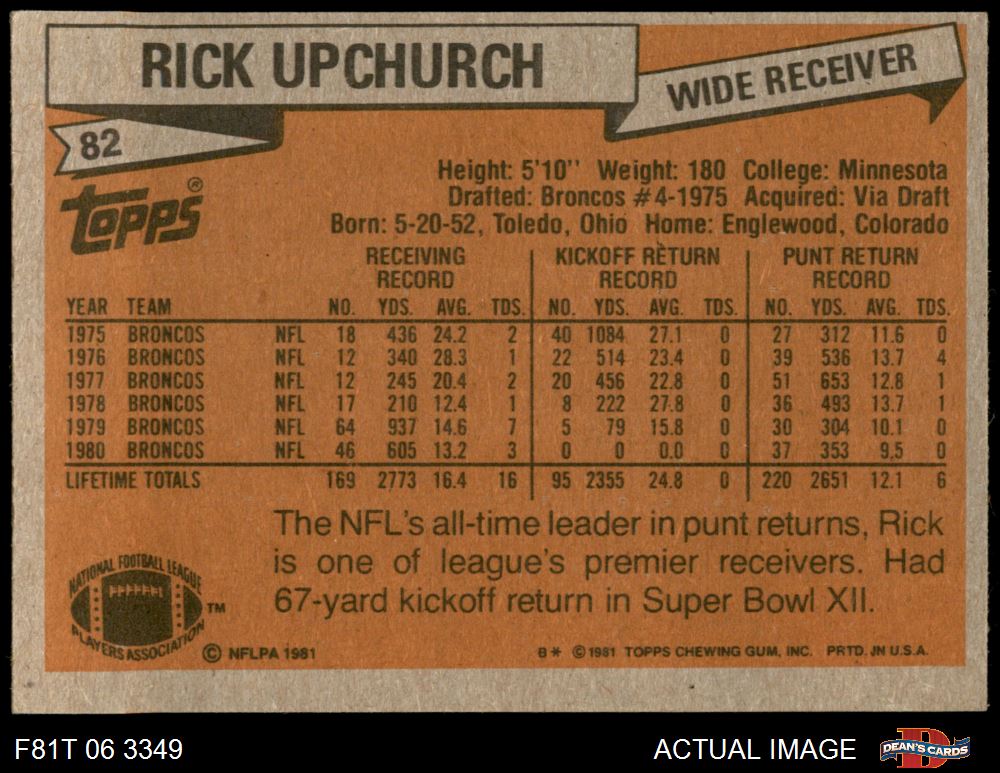 RICK UPCHURCH
WIDE RECEIVER
82
Topps®
Height: 5'10'' Weight: 180 College: Minnesota
Drafted: Broncos #4-1975 Acquired: Via Draft
Born: 5-20-52, Toledo, Ohio Home: Englewood, Colorado
RECEIVING RECORD KICKOFF RETURN RECORD PUNT RETURN RECORD
YEAR TEAM NO. YDS. AVG. TDS. NO. YDS. AVG. TDS. NO. YDS. AVG. TDS.
1975 BRONCOS NFL 18 436 24.2 2 40 1084 27.1 0 27 312 11.6 0
1976 BRONCOS NFL 12 340 28.3 1 22 514 23.4 0 39 536 13.7 4
1977 BRONCOS NFL 12 245 20.4 2 20 456 22.8 0 51 653 12.8 1
1978 BRONCOS NFL 17 210 12.4 1 8 222 27.8 0 36 493 13.7 1
1979 BRONCOS NFL 64 937 14.6 7 5 79 15.8 0 30 304 10.1 0
1980 BRONCOS NFL 46 605 13.2 3 0 0 0.0 0 37 353 9.5 0
LIFETIME TOTALS 169 2773 16.4 16 95 2355 24.8 0 220 2651 12.1 6
The NFL's all-time leader in punt returns, Rick
is one of league's premier receivers. Had
67-yard kickoff return in Super Bowl XII.
NATIONAL FOOTBALL LEAGUE
PLAYERS ASSOCIATION TM
© NFLPA 1981
B* © 1981 TOPPS CHEWING GUM, INC. PRTD. IN U.S.A.
F81T 06 3349
ACTUAL IMAGE
DEAN'S CARDS